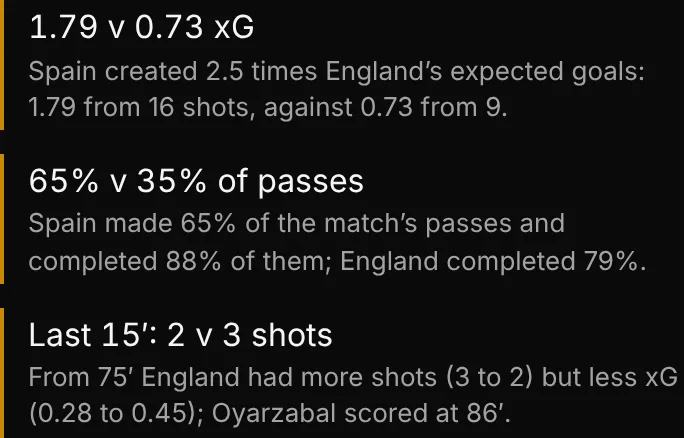 1.79 v 0.73 xG
Spain created 2.5 times England’s expected goals:
1.79 from 16 shots, against 0.73 from 9.
65% v 35% of passes
Spain made 65% of the match’s passes and
completed 88% of them; England completed 79%.
Last 15′: 2 v 3 shots
From 75′ England had more shots (3 to 2) but less xG
(0.28 to 0.45); Oyarzabal scored at 86′.